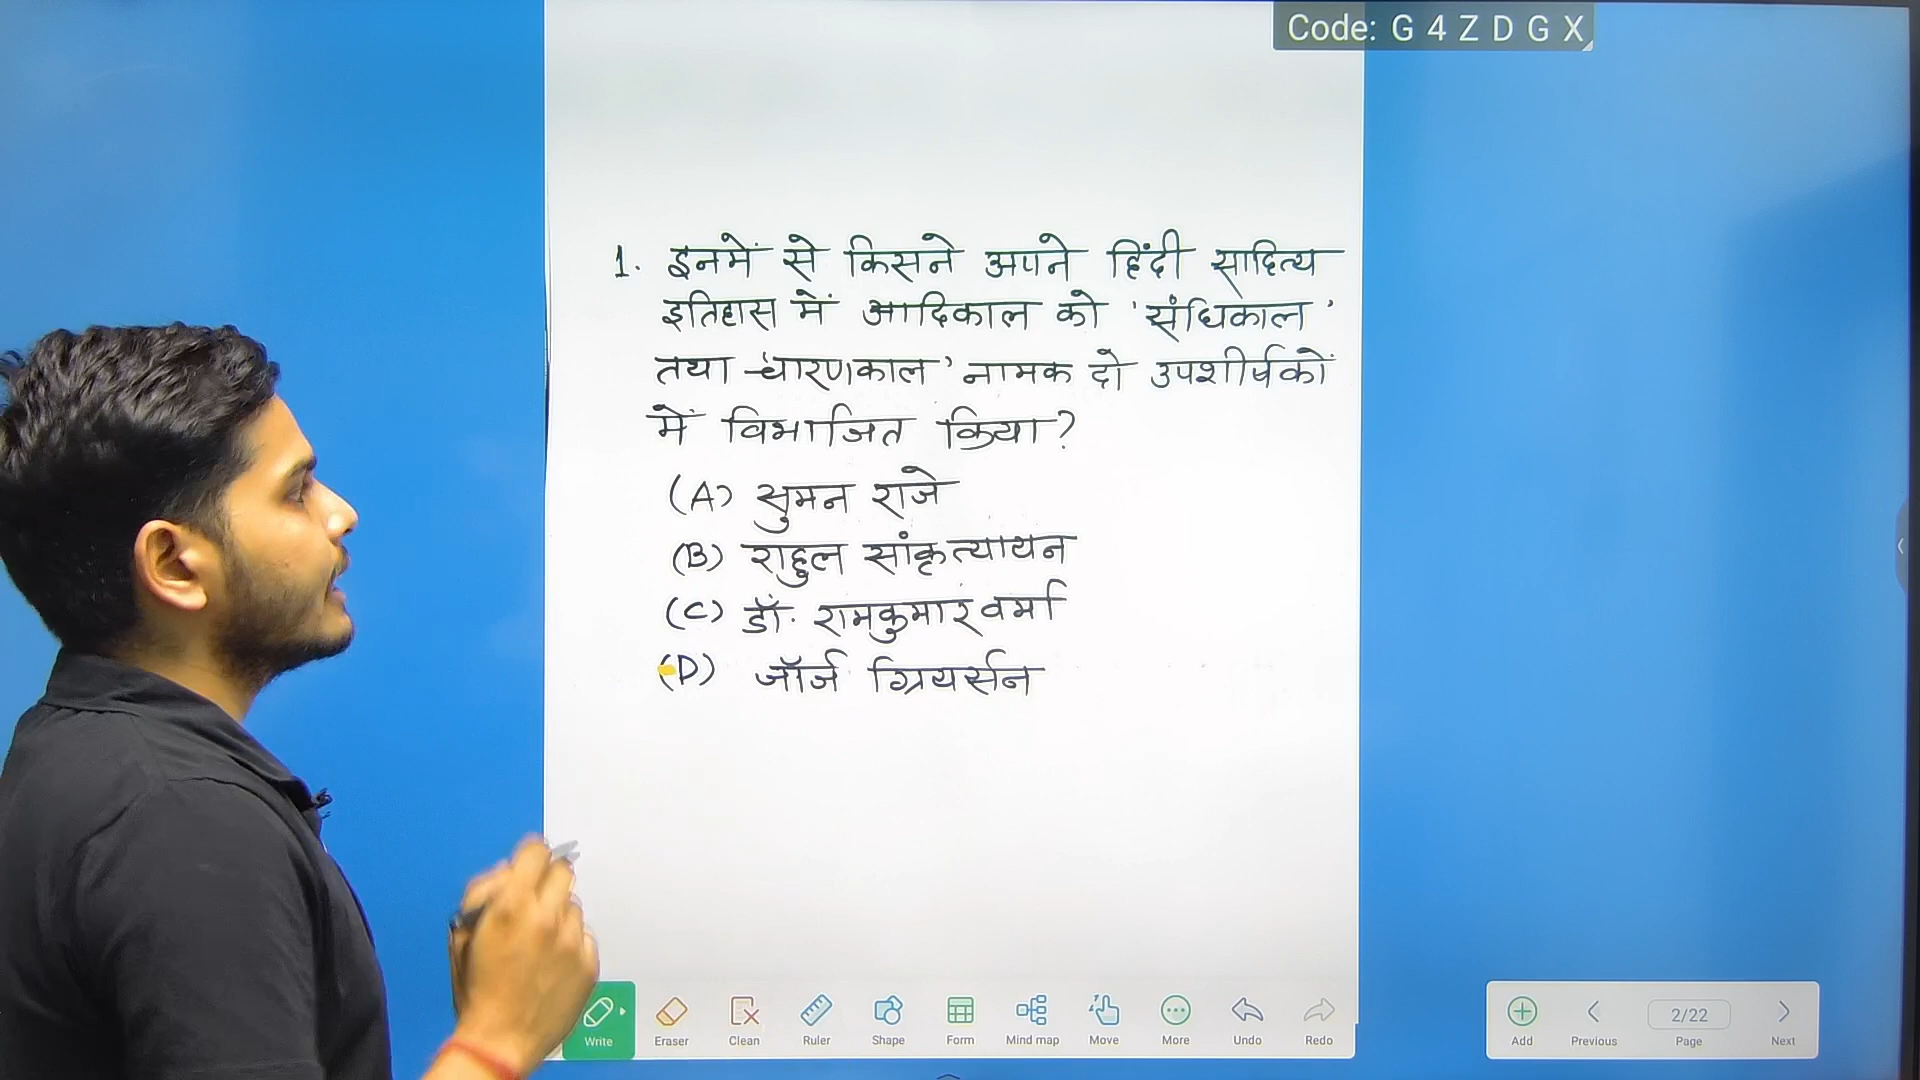 Code: G 4 Z D G X
1. इनमें से किसने अपने हिंदी साहित्य
इतिहास में आदिकाल को 'संधिकाल'
तथा 'चारणकाल' नामक दो उपशीर्षकों
में विभाजित किया?
(A) सुमन राजे
(B) राहुल सांकृत्यायन
(C) डॉ. रामकुमार वर्मा
(D) जॉर्ज ग्रियर्सन
Write Eraser Clean Ruler Shape Form Mind map Move More Undo Redo
Add Previous 2/22 Page Next